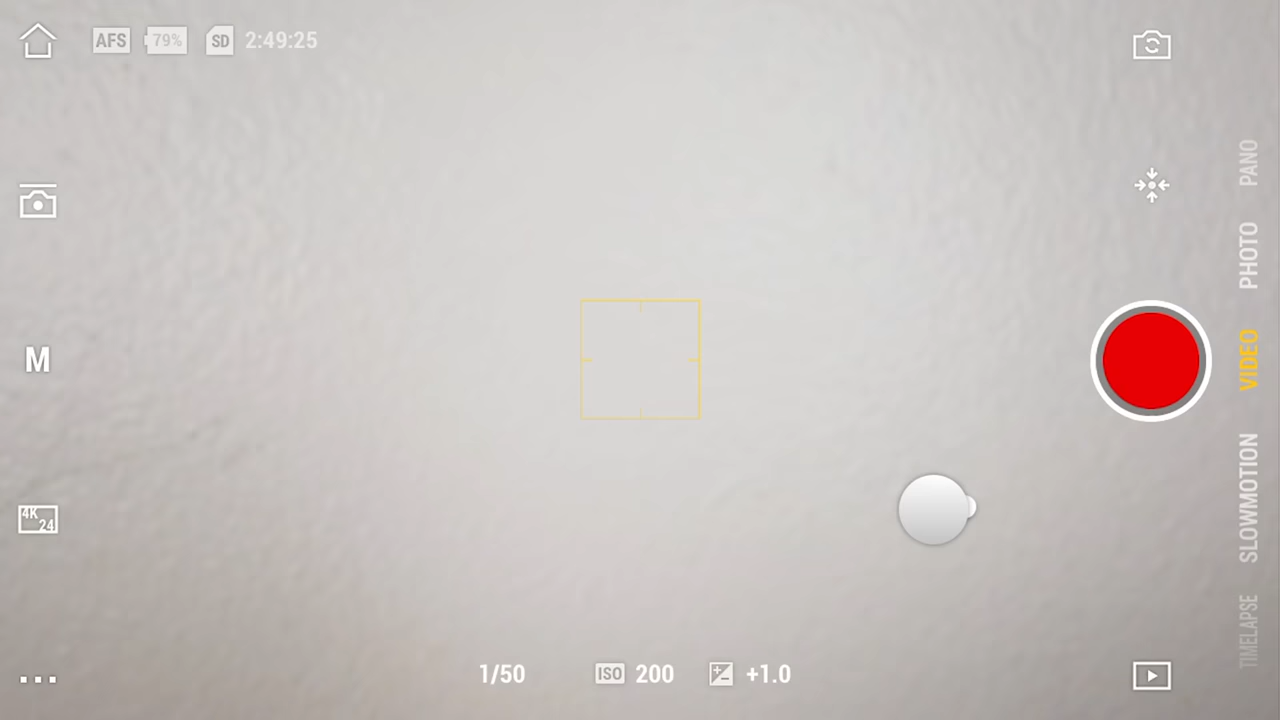 AFS 79% SD 2:49:25
PANO
PHOTO
VIDEO
SLOWMOTION
TIMELAPSE
M
4K
24
1/50 ISO 200 +1.0